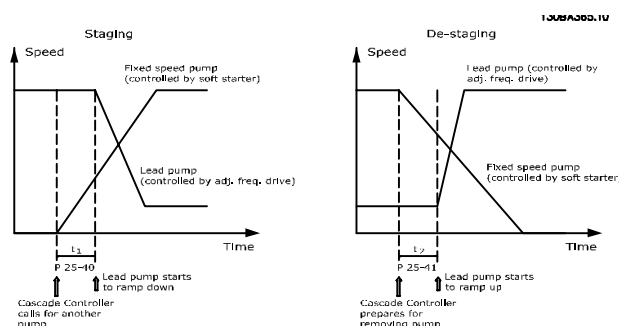 130BA365.10
Staging
Speed
Fixed speed pump
(controlled by soft starter)
Lead pump
(controlled by adj. freq. drive)
Time
t1
P 25-40
Lead pump starts
to ramp down
Cascade Controller
calls for another
pump
De-staging
Speed
Lead pump (controlled by
adj. freq. drive)
Fixed speed pump
(controlled by soft starter)
Time
t2
P 25-41
Lead pump starts
to ramp up
Cascade Controller
prepares for
removing pump